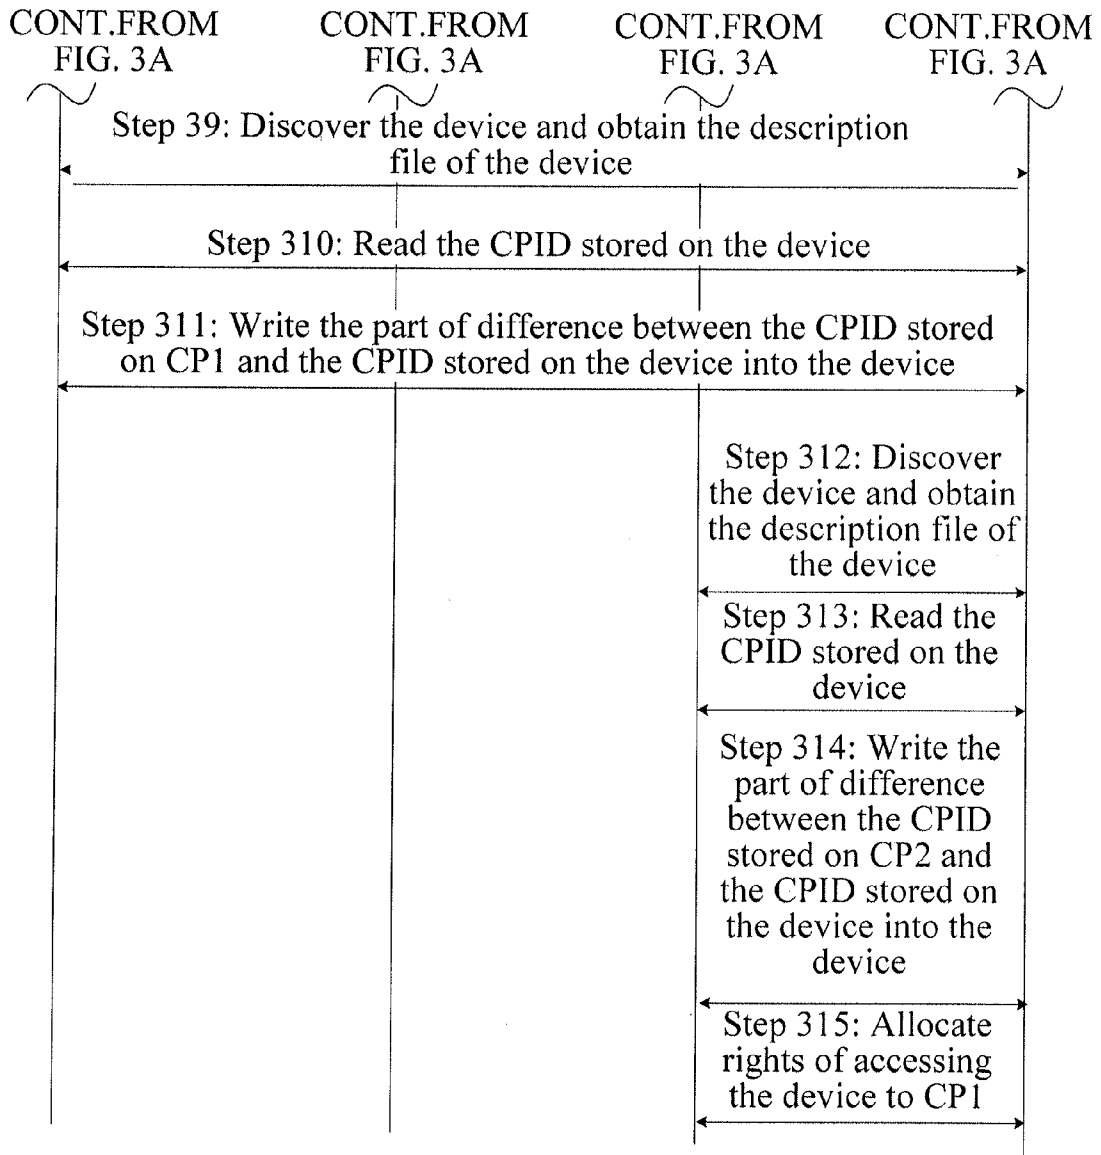 CONT.FROM CONT.FROM CONT.FROM CONT.FROM
FIG. 3A FIG. 3A FIG. 3A FIG. 3A
Step 39: Discover the device and obtain the description
file of the device
Step 310: Read the CPID stored on the device
Step 311: Write the part of difference between the CPID stored
on CP1 and the CPID stored on the device into the device
Step 312: Discover
the device and obtain
the description file of
the device
Step 313: Read the
CPID stored on the
device
Step 314: Write the
part of difference
between the CPID
stored on CP2 and
the CPID stored on
the device into the
device
Step 315: Allocate
rights of accessing
the device to CP1